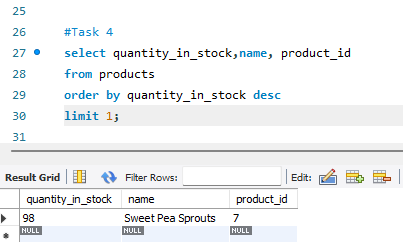 25
26 #Task 4
27 select quantity_in_stock,name, product_id
28 from products
29 order by quantity_in_stock desc
30 limit 1;
31
Result Grid Filter Rows: Edit:
quantity_in_stock name product_id
98 Sweet Pea Sprouts 7
NULL NULL NULL